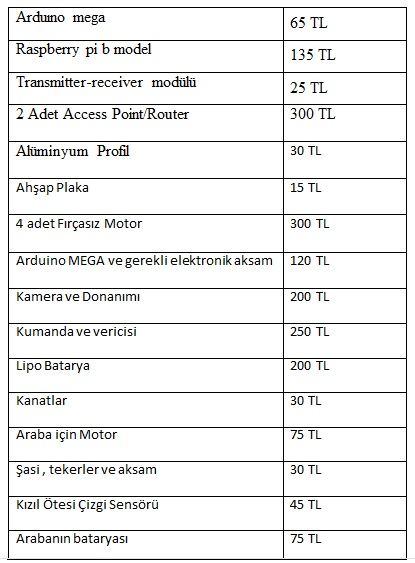 Arduıno mega 65 TL
Raspberry pi b model 135 TL
Transmitter-receiver modülü 25 TL
2 Adet Access Point/Router 300 TL
Alüminyum Profil 30 TL
Ahşap Plaka 15 TL
4 adet Fırçasız Motor 300 TL
Arduino MEGA ve gerekli elektronik aksam 120 TL
Kamera ve Donanımı 200 TL
Kumanda ve vericisi 250 TL
Lipo Batarya 200 TL
Kanatlar 30 TL
Araba için Motor 75 TL
Şasi , tekerler ve aksam 30 TL
Kızıl Ötesi Çizgi Sensörü 45 TL
Arabanın bataryası 75 TL